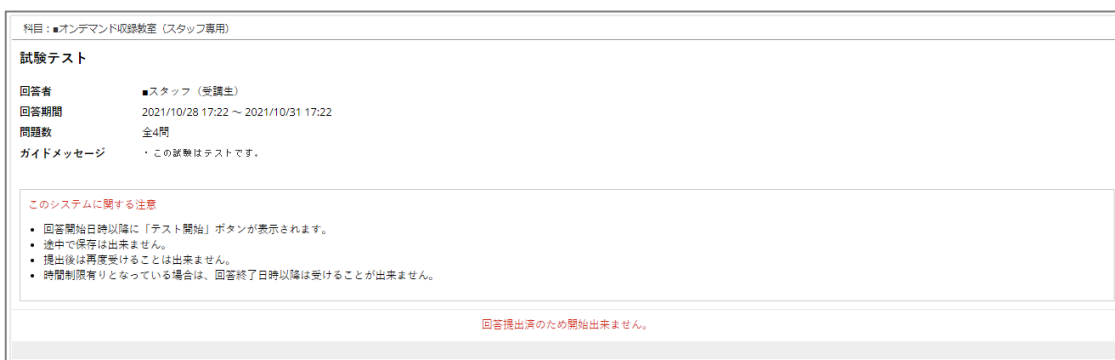 科目：■オンデマンド収録教室（スタッフ専用）
試験テスト
回答者 ■スタッフ（受講生）
回答期間 2021/10/28 17:22 ～ 2021/10/31 17:22
問題数 全4問
ガイドメッセージ ・この試験はテストです。
このシステムに関する注意
• 回答開始日時以降に「テスト開始」ボタンが表示されます。
• 途中で保存は出来ません。
• 提出後は再度受けることは出来ません。
• 時間制限有りとなっている場合は、回答終了日時以降は受けることが出来ません。
回答提出済のため開始出来ません。